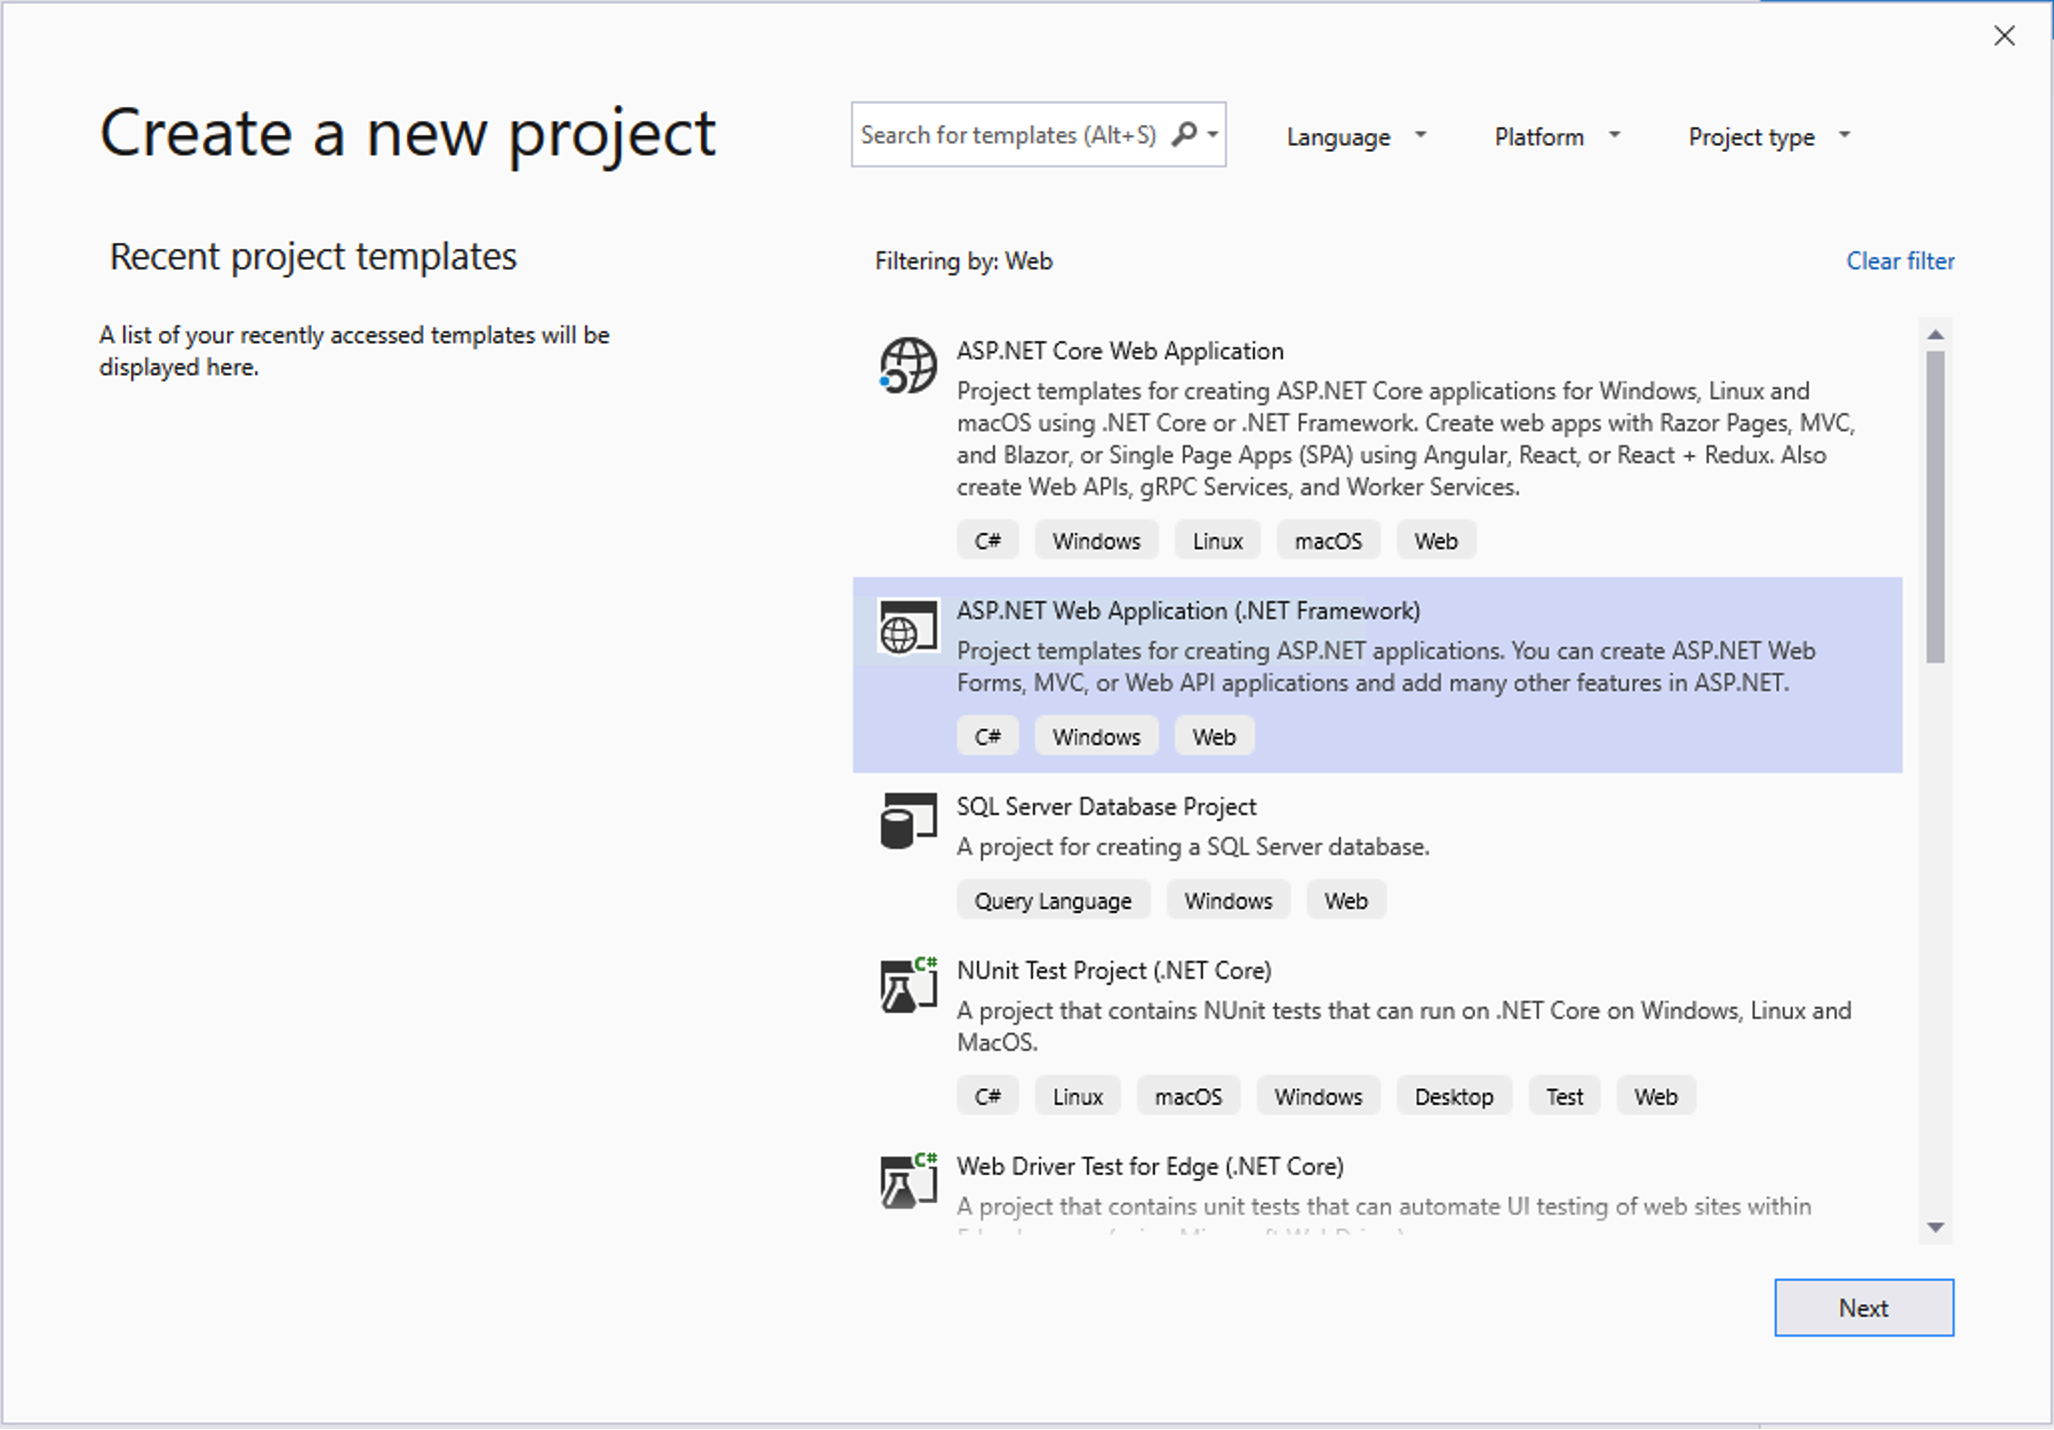 Create a new project
Search for templates (Alt+S)
Language
Platform
Project type
Recent project templates
A list of your recently accessed templates will be
displayed here.
Filtering by: Web
Clear filter
ASP.NET Core Web Application
Project templates for creating ASP.NET Core applications for Windows, Linux and
macOS using .NET Core or .NET Framework. Create web apps with Razor Pages, MVC,
and Blazor, or Single Page Apps (SPA) using Angular, React, or React + Redux. Also
create Web APIs, gRPC Services, and Worker Services.
C# Windows Linux macOS Web
ASP.NET Web Application (.NET Framework)
Project templates for creating ASP.NET applications. You can create ASP.NET Web
Forms, MVC, or Web API applications and add many other features in ASP.NET.
C# Windows Web
SQL Server Database Project
A project for creating a SQL Server database.
Query Language Windows Web
C#
NUnit Test Project (.NET Core)
A project that contains NUnit tests that can run on .NET Core on Windows, Linux and
MacOS.
C# Linux macOS Windows Desktop Test Web
C#
Web Driver Test for Edge (.NET Core)
A project that contains unit tests that can automate UI testing of web sites within
Next